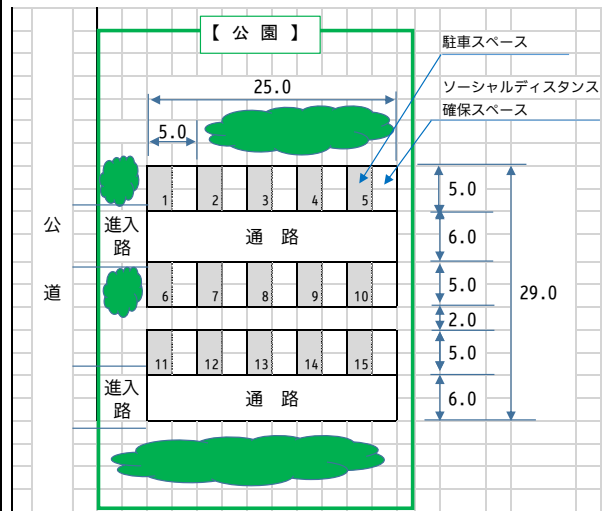 【 公 園 】
駐車スペース
25.0
ソーシャルディスタンス
確保スペース
5.0
1
2
3
4
5
5.0
公
道
進入
路
通 路
6.0
6
7
8
9
10
5.0
29.0
2.0
11
12
13
14
15
5.0
進入
路
通 路
6.0